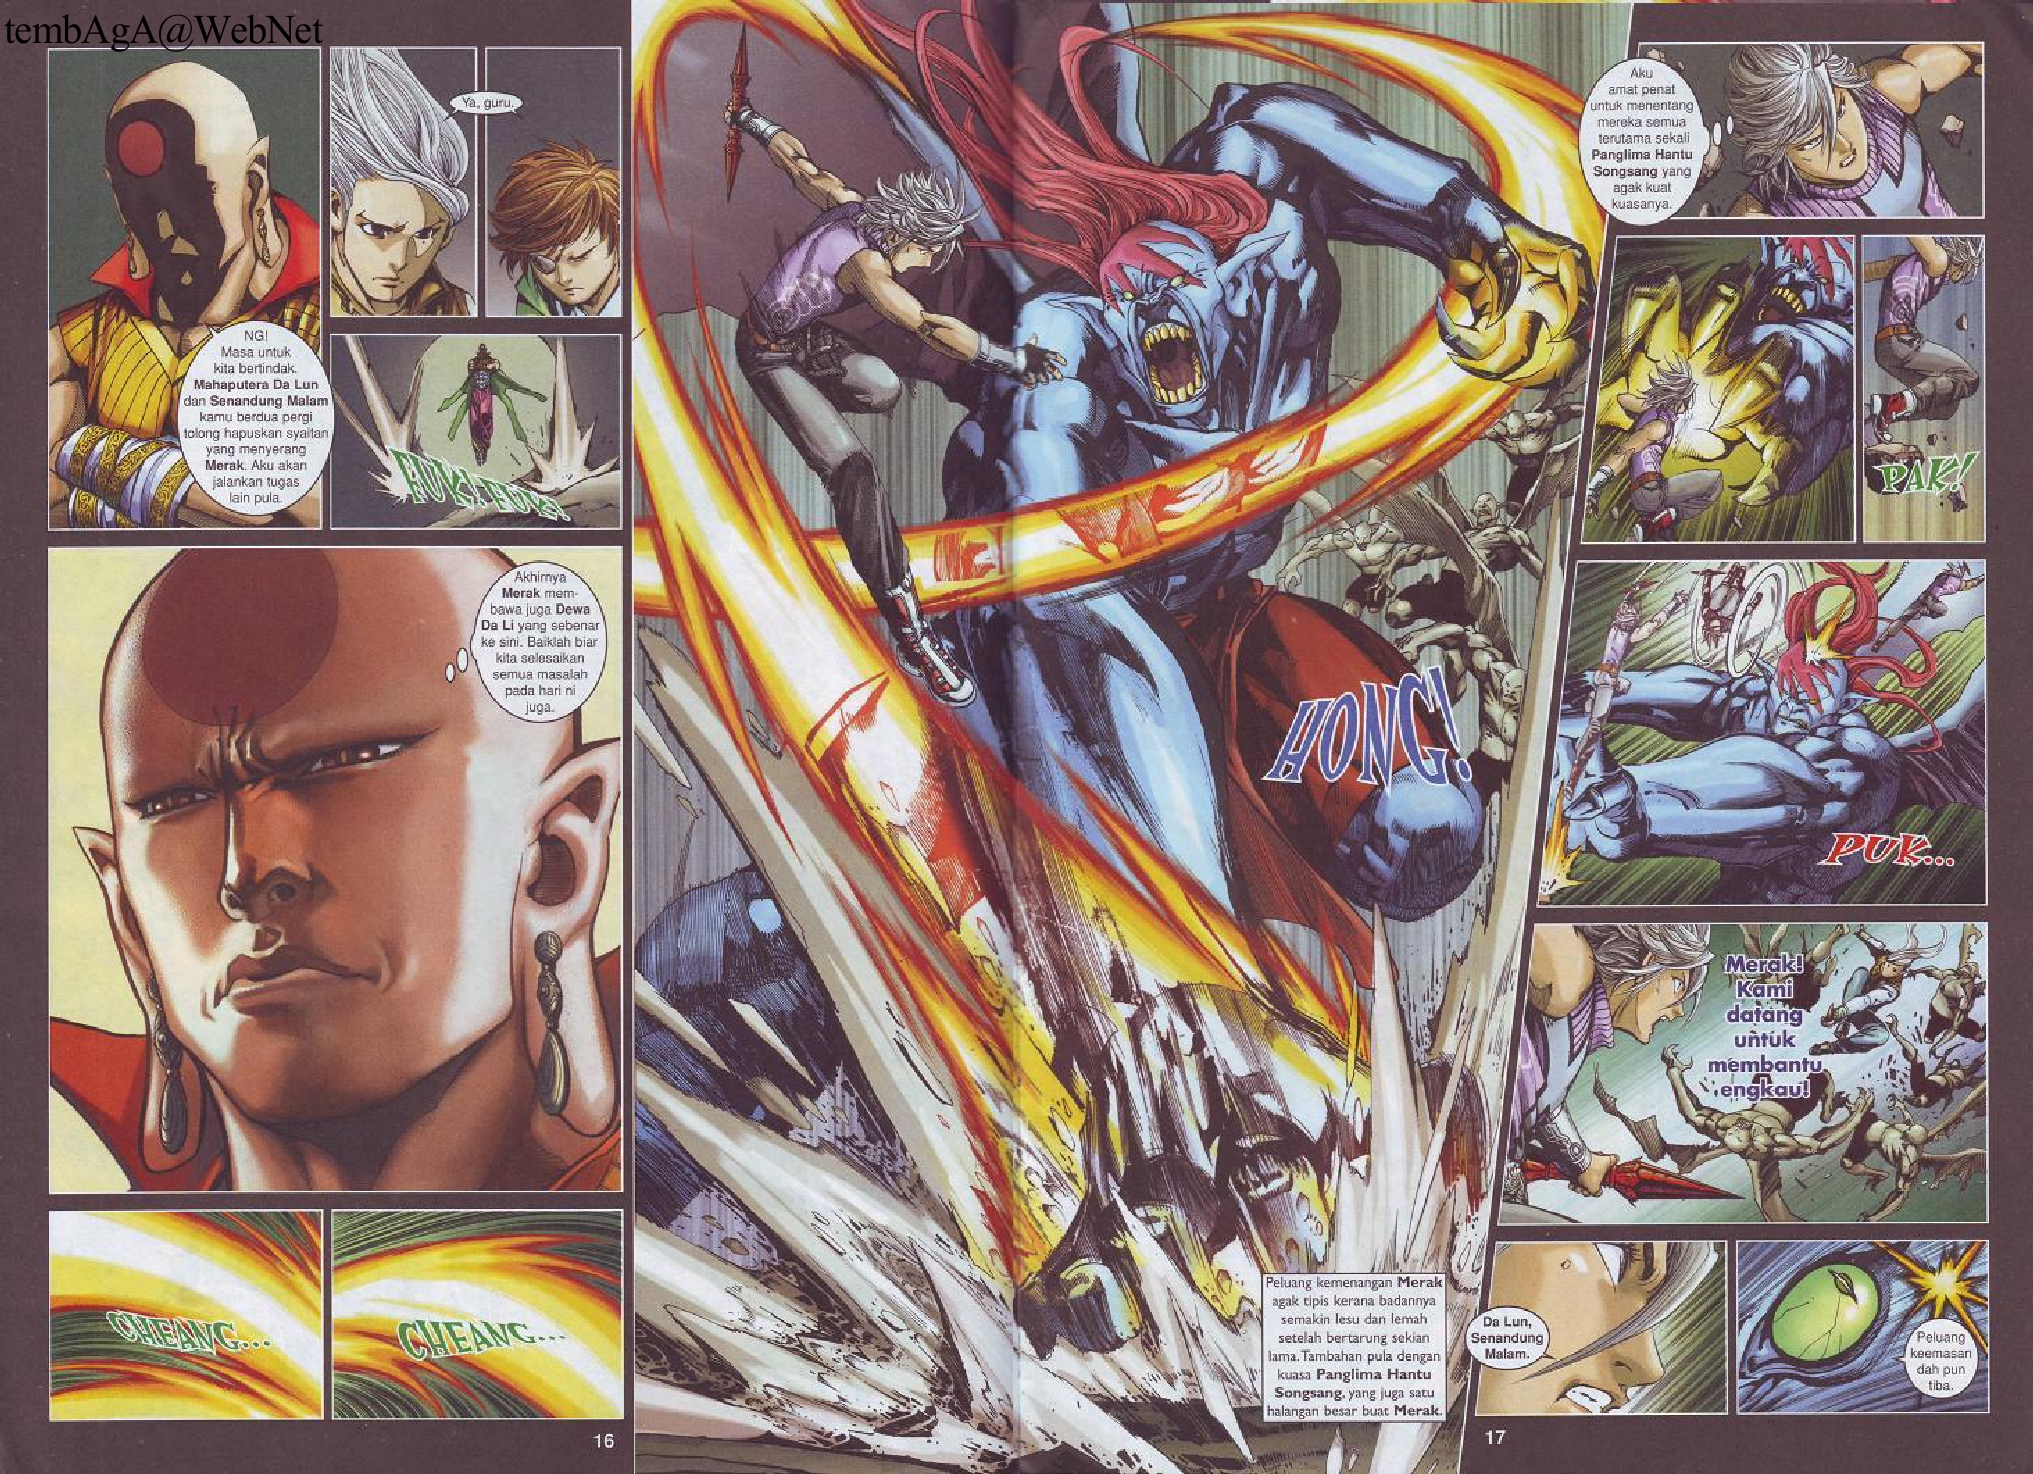 tembAgA@WebNet
NG!
Masa untuk
kita bertindak.
Mahaputera Da Lun
dan Senandung Malam
kamu berdua pergi
tolong hapuskan syaitan
yang menyerang
Merak. Aku akan
jalankan tugas
lain pula.
Ya, guru.
FUK! FUK!
Akhirnya
Merak mem-
bawa juga Dewa
Da Li yang sebenar
ke sini. Baiklah biar
kita selesaikan
semua masalah
pada hari ni
juga.
CHEANG...
CHEANG...
16
HONG!
Peluang kemenangan Merak
agak tipis kerana badannya
semakin lesu dan lemah
setelah bertarung sekian
lama. Tambahan pula dengan
kuasa Panglima Hantu
Songsang, yang juga satu
halangan besar buat Merak.
Aku
amat penat
untuk menentang
mereka semua
terutama sekali
Panglima Hantu
Songsang yang
agak kuat
kuasanya.
PAK!
PUK...
Merak!
Kami
datang
untuk
membantu
engkau!
Da Lun,
Senandung
Malam.
Peluang
keemasan
dah pun
tiba.
17